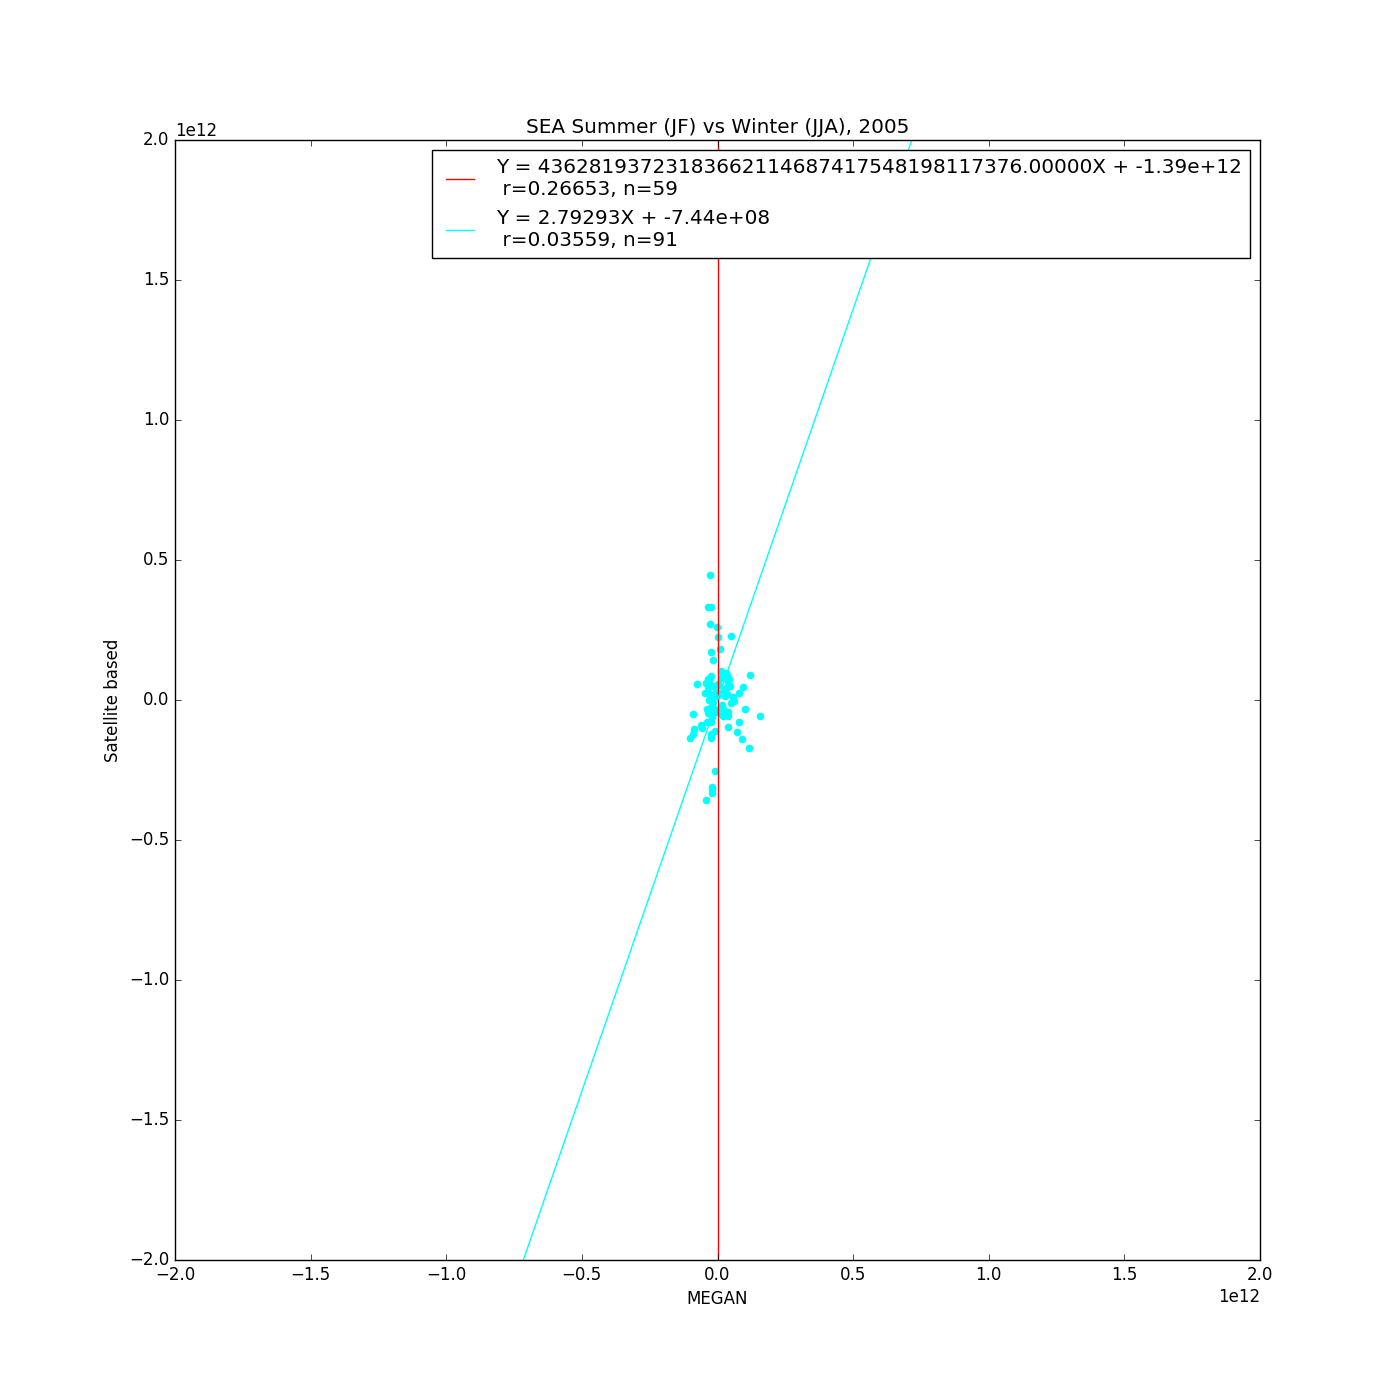 SEA Summer (JF) vs Winter (JJA), 2005
1e12
Y = 43628193723183662114687417548198117376.00000X + -1.39e+12
r=0.26653, n=59
Y = 2.79293X + -7.44e+08
r=0.03559, n=91
2.0
1.5
1.0
0.5
0.0
−0.5
−1.0
−1.5
−2.0
Satellite based
−2.0 −1.5 −1.0 −0.5 0.0 0.5 1.0 1.5 2.0
MEGAN
1e12